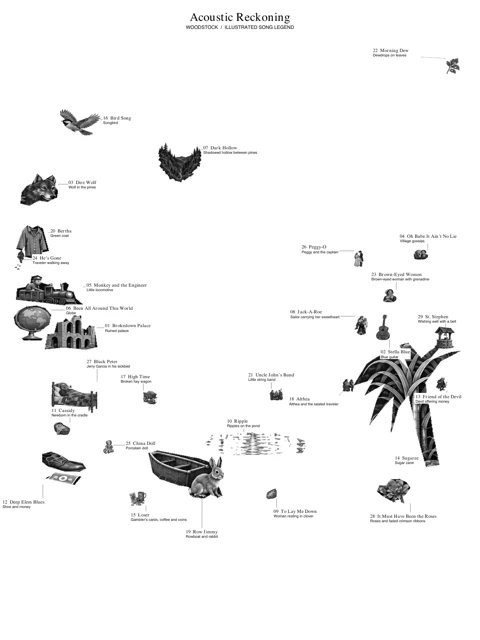 Acoustic Reckoning
WOODSTOCK / ILLUSTRATED SONG LEGEND
22 Morning Dew
Dewdrops on leaves
16 Bird Song
Songbird
07 Dark Hollow
Shadowed hollow between pines
03 Dire Wolf
Wolf in the pines
20 Bertha
Green coat
04 Oh Babe It Ain's No Lie
Village gossips
26 Peggy-O
Peggy and the captain
24 He's Gone
Traveler walking away
23 Brown-Eyed Women
Brown-eyed woman with grenadine
05 Monkey and the Engineer
Little locomotive
06 Been All Around This World
Globe
08 Jack-A-Roe
Sailor carrying her sweetheart
29 St. Stephen
Wishing well with a bell
01 Brokedown Palace
Ruined palace
02 Stella Blue
Blue guitar
27 Black Peter
Jerry Garcia in his sickbed
17 High Time
Broken hay wagon
21 Uncle John's Band
Little string band
13 Friend of the Devil
Devil offering money
18 Althea
Althea and the seated traveler
11 Cassidy
Newborn in the cradle
10 Ripple
Ripples on the pond
25 China Doll
Porcelain doll
14 Sugaree
Sugar cane
12 Deep Elem Blues
Shoe and money
15 Loser
Gambler's cards, coffee and coins
09 To Lay Me Down
Woman resting in clover
28 It Must Have Been the Roses
Roses and faded crimson ribbons
19 Row Jimmy
Rowboat and rabbit